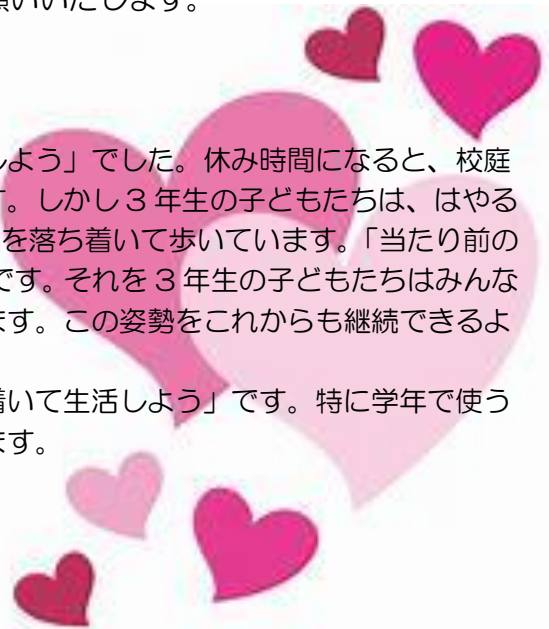 願いいたします。
しよう」でした。休み時間になると、校庭
す。しかし３年生の子どもたちは、はやる
を落ち着いて歩いています。「当たり前の
です。それを３年生の子どもたちはみんな
ます。この姿勢をこれからも継続できるよ
着いて生活しよう」です。特に学年で使う
ます。